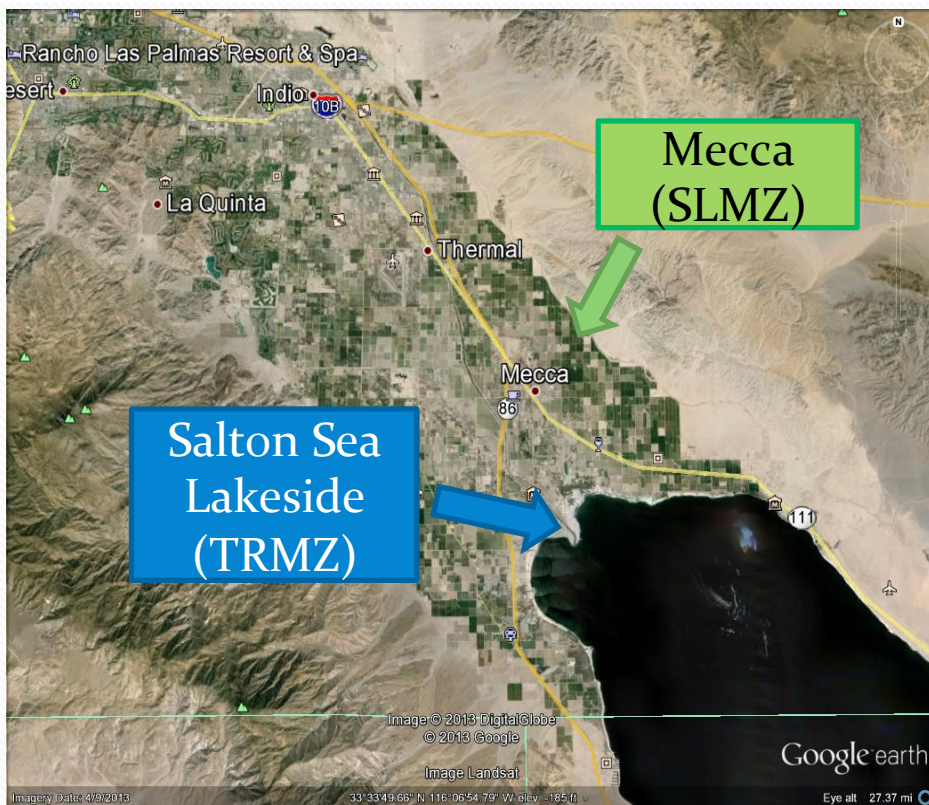 Rancho Las Palmas Resort & Spa
esert
Indio
10B
Mecca
(SLMZ)
La Quinta
Thermal
Mecca
86
Salton Sea
Lakeside
(TRMZ)
111
N
Image © 2013 DigitalGlobe
© 2013 Google
Image Landsat
Google earth
Imagery Date: 4/9/2013
33°33'49.66" N 116°06'54.79" W elev -185 ft
Eye alt 27.37 mi